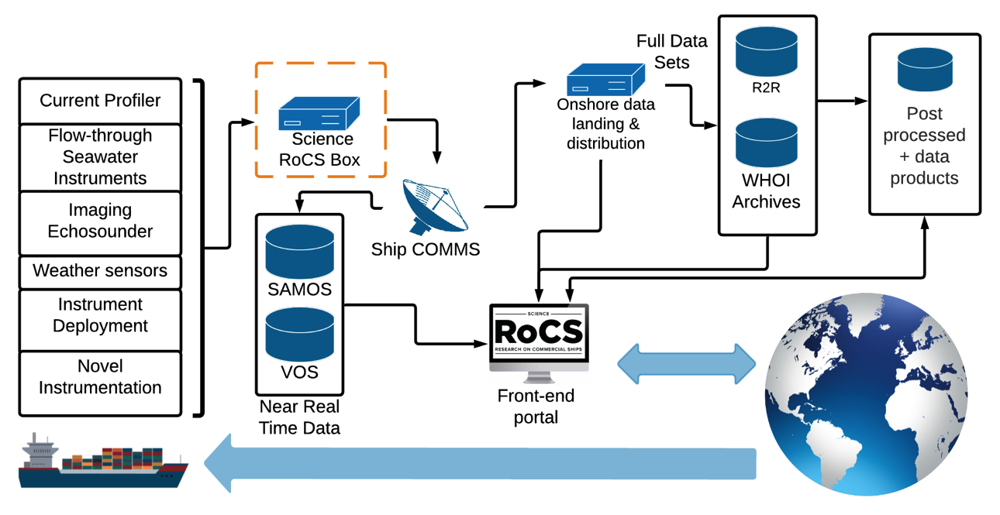 Current Profiler
Flow-through
Seawater
Instruments
Imaging
Echosounder
Weather sensors
Instrument
Deployment
Novel
Instrumentation
Science
RoCS Box
Ship COMMS
SAMOS
VOS
Near Real
Time Data
Onshore data
landing &
distribution
Full Data
Sets
R2R
WHOI
Archives
Post
processed
+ data
products
SCIENCE
RoCS
RESEARCH ON COMMERCIAL SHIPS
Front-end
portal